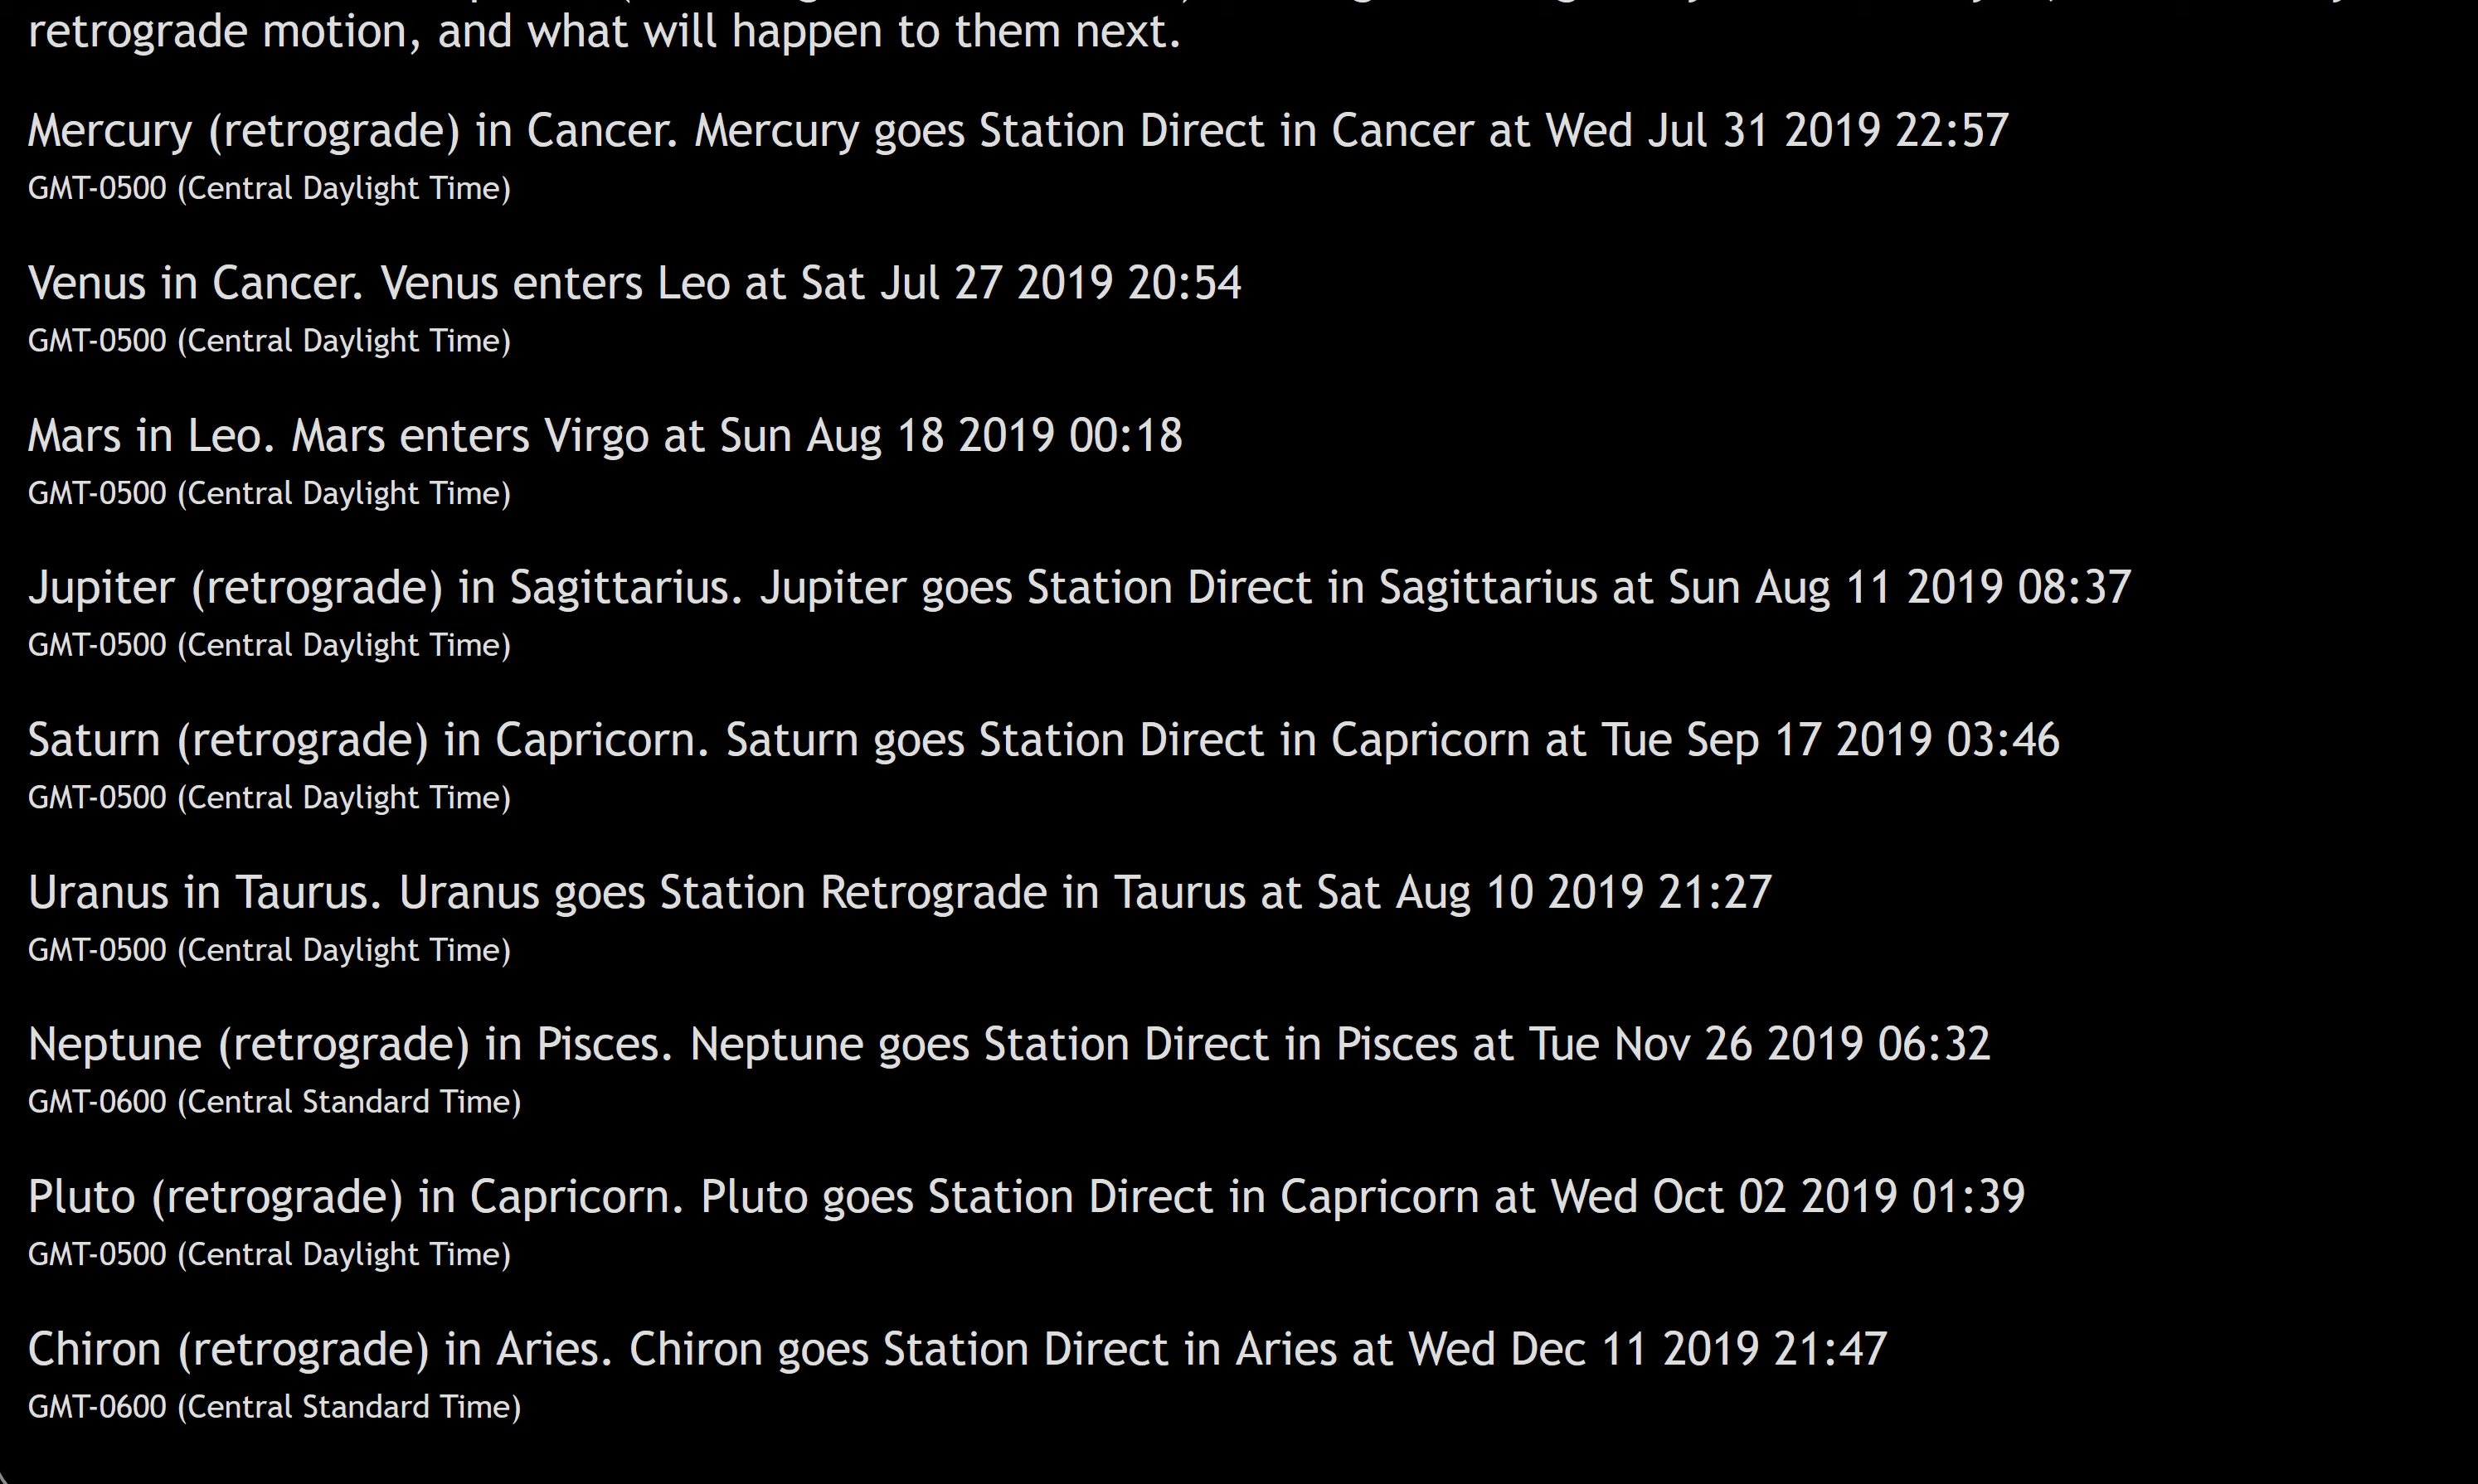 retrograde motion, and what will happen to them next.
Mercury (retrograde) in Cancer. Mercury goes Station Direct in Cancer at Wed Jul 31 2019 22:57
GMT-0500 (Central Daylight Time)
Venus in Cancer. Venus enters Leo at Sat Jul 27 2019 20:54
GMT-0500 (Central Daylight Time)
Mars in Leo. Mars enters Virgo at Sun Aug 18 2019 00:18
GMT-0500 (Central Daylight Time)
Jupiter (retrograde) in Sagittarius. Jupiter goes Station Direct in Sagittarius at Sun Aug 11 2019 08:37
GMT-0500 (Central Daylight Time)
Saturn (retrograde) in Capricorn. Saturn goes Station Direct in Capricorn at Tue Sep 17 2019 03:46
GMT-0500 (Central Daylight Time)
Uranus in Taurus. Uranus goes Station Retrograde in Taurus at Sat Aug 10 2019 21:27
GMT-0500 (Central Daylight Time)
Neptune (retrograde) in Pisces. Neptune goes Station Direct in Pisces at Tue Nov 26 2019 06:32
GMT-0600 (Central Standard Time)
Pluto (retrograde) in Capricorn. Pluto goes Station Direct in Capricorn at Wed Oct 02 2019 01:39
GMT-0500 (Central Daylight Time)
Chiron (retrograde) in Aries. Chiron goes Station Direct in Aries at Wed Dec 11 2019 21:47
GMT-0600 (Central Standard Time)